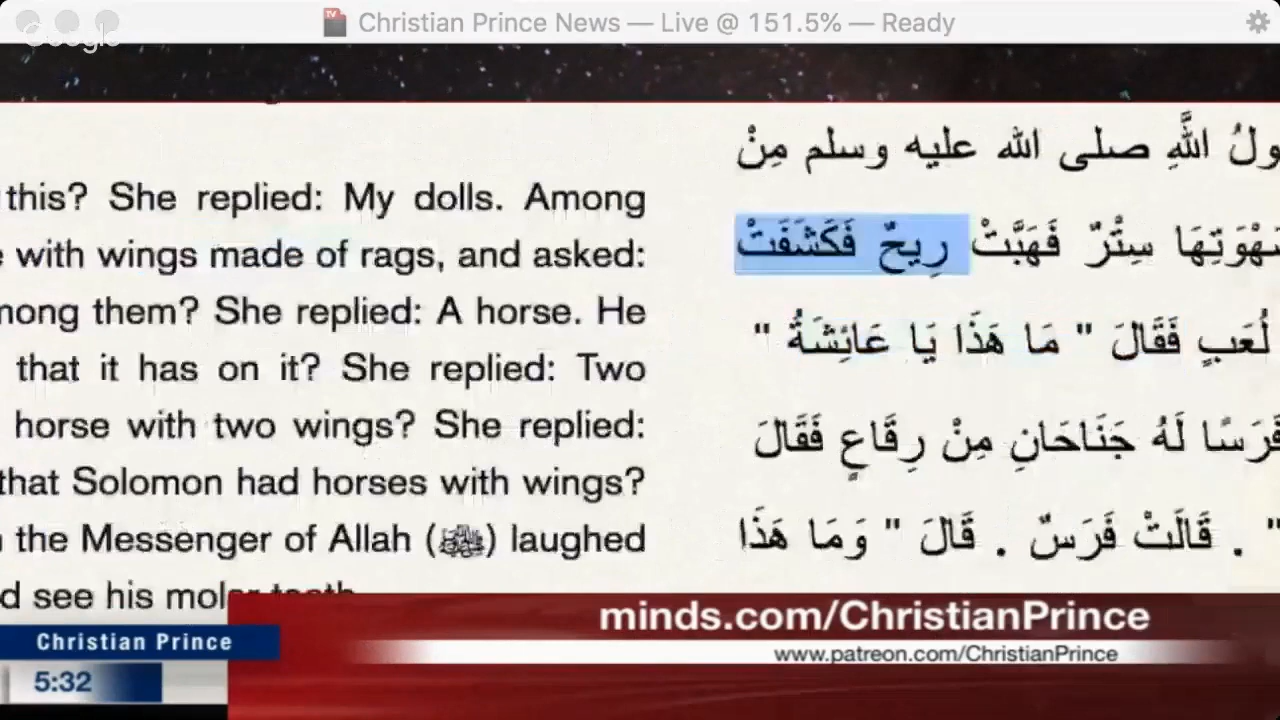 Christian Prince News — Live @ 151.5% — Ready
Google
this? She replied: My dolls. Among
with wings made of rags, and asked:
among them? She replied: A horse. He
that it has on it? She replied: Two
horse with two wings? She replied:
that Solomon had horses with wings?
the Messenger of Allah (ﷺ) laughed
see his molar teeth
ولُ اللَّهِ صلى الله عليه وسلم مِنْ
سَهْوَتِهَا سِتْرٌ فَهَبَّتْ رِيحٌ فَكَشَفَتْ
لُعَبٍ فَقَالَ " مَا هَذَا يَا عَائِشَةُ "
فَرَسًا لَهُ جَنَاحَانِ مِنْ رِقَاعٍ فَقَالَ
" . قَالَتْ فَرَسٌ . قَالَ " وَمَا هَذَا
minds.com/ChristianPrince
www.patreon.com/ChristianPrince
Christian Prince
5:32